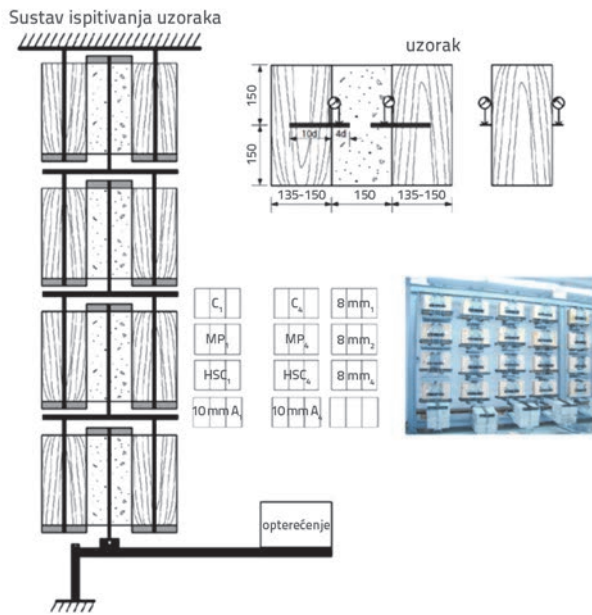 Sustav ispitivanja uzoraka
uzorak
150
150
10d 4d
135-150 150 135-150
C₁ C₄ 8 mm₁
MP₁ MP₄ 8 mm₂
HSC₁ HSC₄ 8 mm₄
10 mm A₁ 10 mm A₄
opterećenje